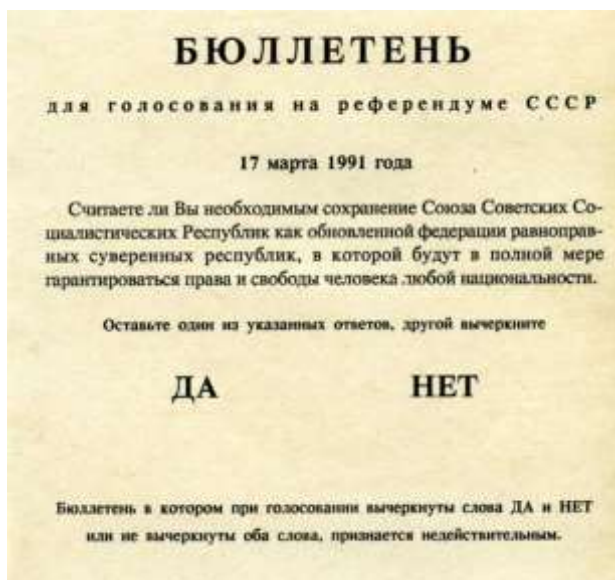 БЮЛЛЕТЕНЬ
для голосования на референдуме СССР
17 марта 1991 года
Считаете ли Вы необходимым сохранение Союза Советских Со-
циалистических Республик как обновленной федерации равноправ-
ных суверенных республик, в которой будут в полной мере
гарантироваться права и свободы человека любой национальности.
Оставьте один из указанных ответов, другой вычеркните
ДА НЕТ
Бюллетень в котором при голосовании вычеркнуты слова ДА и НЕТ
или не вычеркнуты оба слова, признается недействительным.